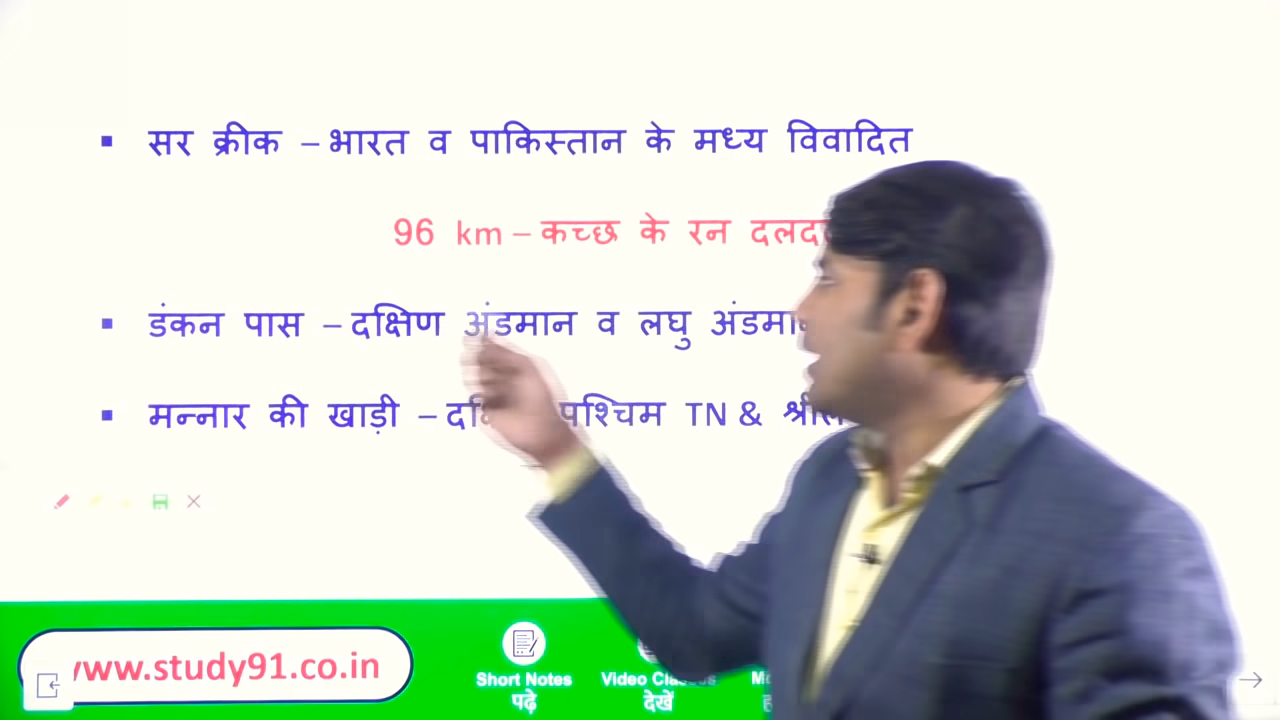 सर क्रीक – भारत व पाकिस्तान के मध्य विवादित
96 km – कच्छ के रन
डंकन पास – दक्षिण अंडमान व लघु
मन्नार की खाड़ी – पश्चिम TN &
www.study91.co.in
Short Notes
पढ़े
Video Classes
देखें